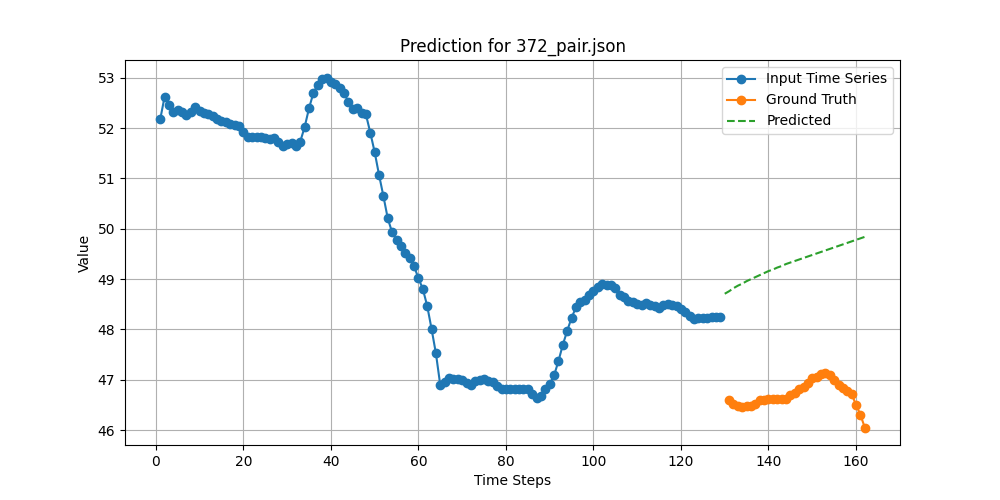 Prediction for 372_pair.json
Input Time Series
Ground Truth
Predicted
Value
53
52
51
50
49
48
47
46
0 20 40 60 80 100 120 140 160
Time Steps